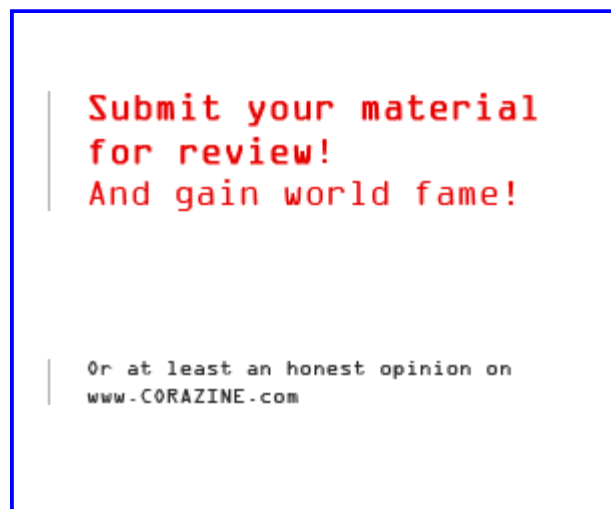 Submit your material
for review!
And gain world fame!
Or at least an honest opinion on
www.CORAZINE.com